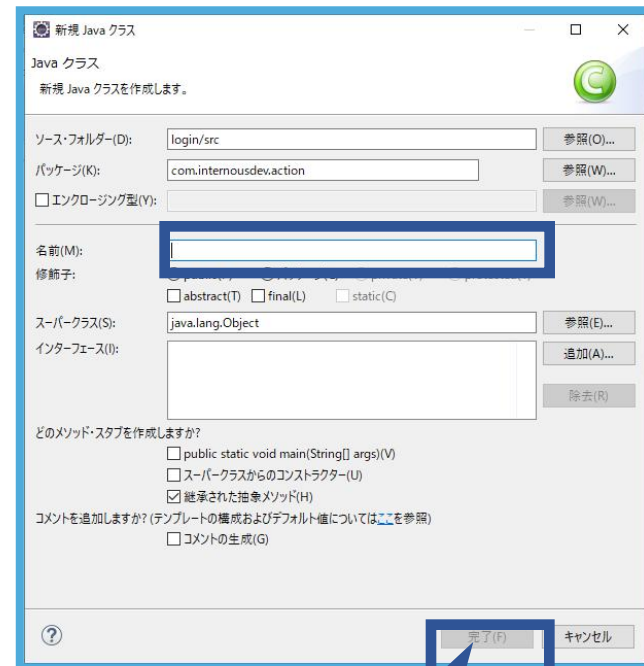 新規 Java クラス
Java クラス
新規 Java クラスを作成します。
ソース・フォルダー(D): login/src 参照(O)...
パッケージ(K): com.internousdev.action 参照(W)...
エンクロージング型(Y): 参照(W)...
名前(M):
修飾子:
abstract(T) final(L) static(C)
スーパークラス(S): java.lang.Object 参照(E)...
インターフェース(I): 追加(A)...
除去(R)
どのメソッド・スタブを作成しますか?
public static void main(String[] args)(V)
スーパークラスからのコンストラクター(U)
継承された抽象メソッド(H)
コメントを追加しますか? (テンプレートの構成およびデフォルト値についてはここを参照)
コメントの生成(G)
完了(F) キャンセル